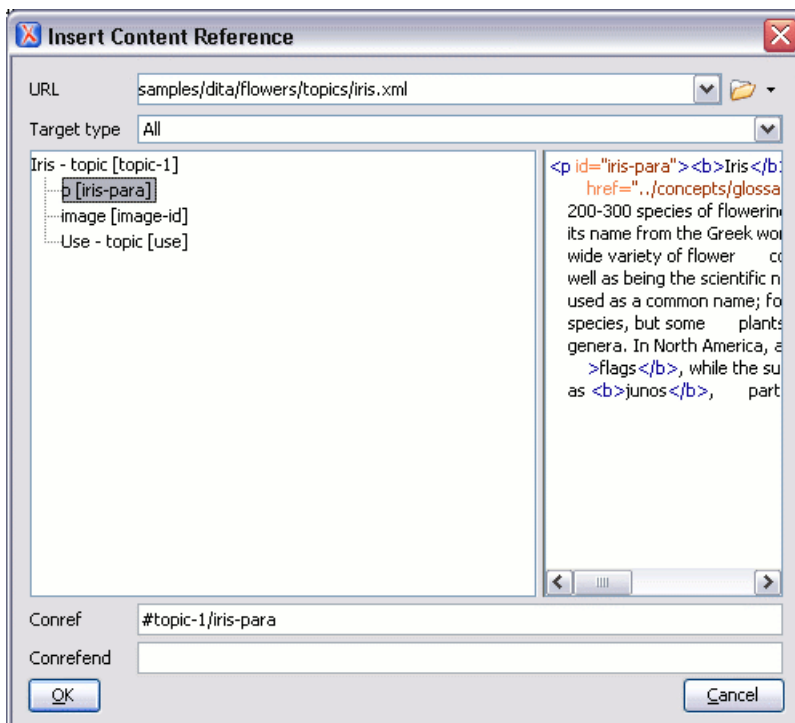 Insert Content Reference
URL samples/dita/flowers/topics/iris.xml
Target type All
Iris - topic [topic-1]
p [iris-para]
image [image-id]
Use - topic [use]
<p id="iris-para"><b>Iris</b>
href="../concepts/glossa
200-300 species of flowerin
its name from the Greek wo
wide variety of flower co
well as being the scientific n
used as a common name; fo
species, but some plants
genera. In North America, a
>flags</b>, while the su
as <b>junos</b>, part
Conref #topic-1/iris-para
Conrefend
OK Cancel